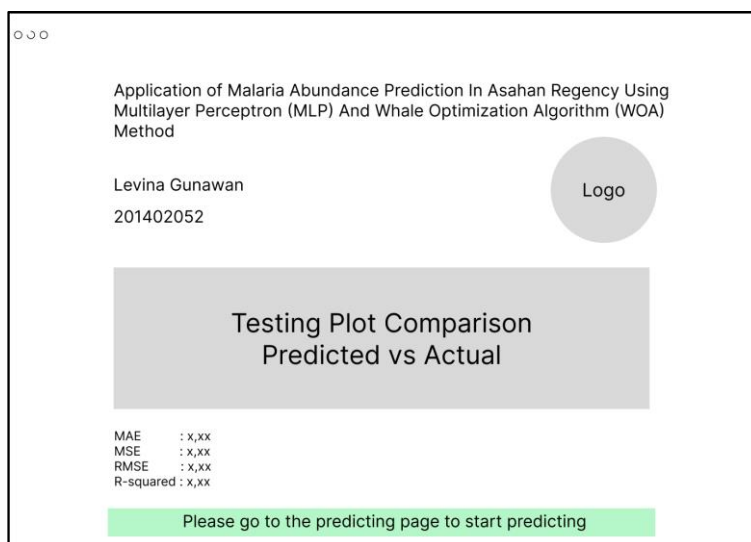 Application of Malaria Abundance Prediction In Asahan Regency Using
Multilayer Perceptron (MLP) And Whale Optimization Algorithm (WOA)
Method
Levina Gunawan
Logo
201402052
Testing Plot Comparison
Predicted vs Actual
MAE : x,xx
MSE : x,xx
RMSE : x,xx
R-squared : x,xx
Please go to the predicting page to start predicting